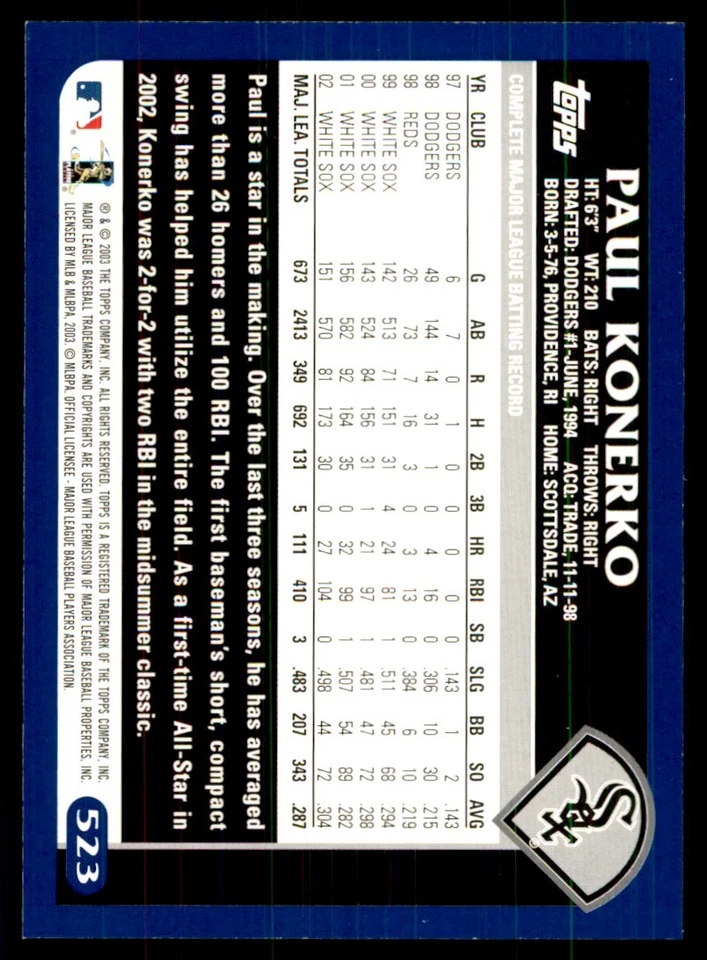 topps
PAUL KONERKO
HT: 6'3" WT: 210 BATS: RIGHT THROWS: RIGHT
DRAFTED: DODGERS #1-JUNE, 1994 ACQ: TRADE, 11-11-98
BORN: 3-5-76, PROVIDENCE, RI HOME: SCOTTSDALE, AZ
Sox
®
COMPLETE MAJOR LEAGUE BATTING RECORD
YR CLUB G AB R H 2B 3B HR RBI SB SLG BB SO AVG
97 DODGERS 6 7 0 1 0 0 0 0 0 .143 1 2 .143
98 DODGERS 49 144 14 31 1 0 4 16 0 .306 10 30 .215
98 REDS 26 73 7 16 3 0 3 13 0 .384 6 10 .219
99 WHITE SOX 142 513 71 151 31 4 24 81 1 .511 45 68 .294
00 WHITE SOX 143 524 84 156 31 1 21 97 1 .481 47 72 .298
01 WHITE SOX 156 582 92 164 35 0 32 99 1 .507 54 89 .282
02 WHITE SOX 151 570 81 173 30 0 27 104 0 .498 44 72 .304
MAJ. LEA. TOTALS 673 2413 349 692 131 5 111 410 3 .483 207 343 .287
Paul is a star in the making. Over the last three seasons, he has averaged
more than 26 homers and 100 RBI. The first baseman's short, compact
swing has helped him utilize the entire field. As a first-time All-Star in
2002, Konerko was 2-for-2 with two RBI in the midsummer classic.
® & © 2003 THE TOPPS COMPANY, INC. ALL RIGHTS RESERVED. TOPPS IS A REGISTERED TRADEMARK OF THE TOPPS COMPANY, INC.
MAJOR LEAGUE BASEBALL TRADEMARKS AND COPYRIGHTS ARE USED WITH PERMISSION OF MAJOR LEAGUE BASEBALL PROPERTIES, INC.
LICENSED BY MLB & MLBPA, 2003. © MLBPA. OFFICIAL LICENSEE - MAJOR LEAGUE BASEBALL PLAYERS ASSOCIATION.
523